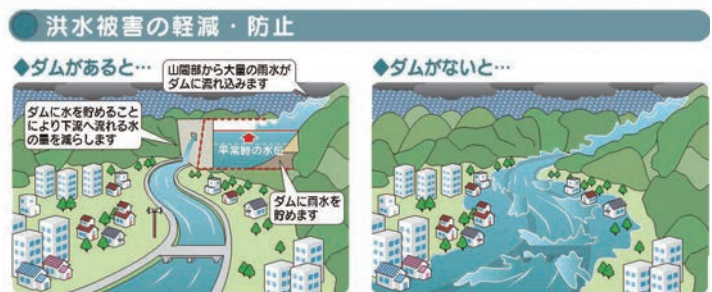 洪水被害の軽減・防止
◆ダムがあると…
山間部から大量の雨水が
ダムに流れ込みます
ダムに水を貯めること
により下流へ流れる水
の量を減らします
平常時の水位
ダムに雨水を
貯めます
◆ダムがないと…